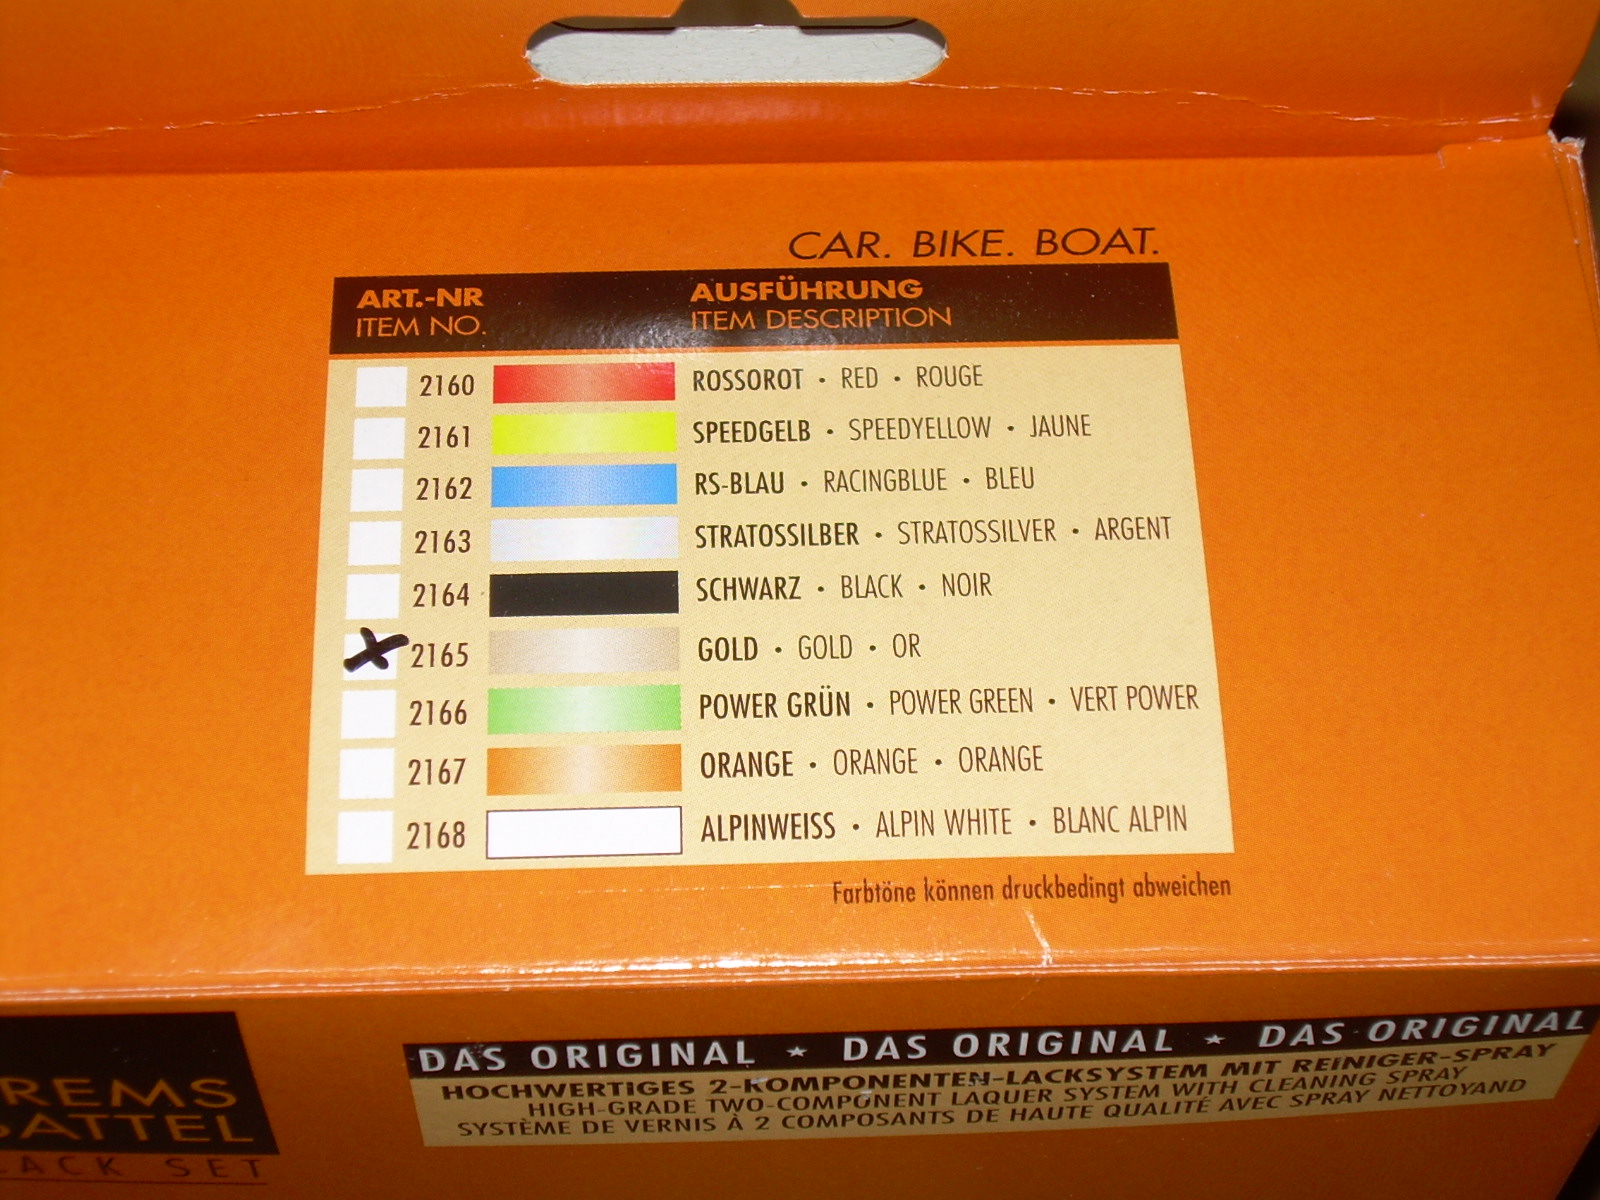 CAR. BIKE. BOAT.
ART.-NR AUSFÜHRUNG
ITEM NO. ITEM DESCRIPTION
2160 ROSSOROT • RED • ROUGE
2161 SPEEDGELB • SPEEDYELLOW • JAUNE
2162 RS-BLAU • RACINGBLUE • BLEU
2163 STRATOSSILBER • STRATOSSILVER • ARGENT
2164 SCHWARZ • BLACK • NOIR
X 2165 GOLD • GOLD • OR
2166 POWER GRÜN • POWER GREEN • VERT POWER
2167 ORANGE • ORANGE • ORANGE
2168 ALPINWEISS • ALPIN WHITE • BLANC ALPIN
Farbtöne können druckbedingt abweichen
DAS ORIGINAL ★ DAS ORIGINAL ★ DAS ORIGINAL
HOCHWERTIGES 2-KOMPONENTEN-LACKSYSTEM MIT REINIGER-SPRAY
HIGH-GRADE TWO-COMPONENT LAQUER SYSTEM WITH CLEANING SPRAY
SYSTÈME DE VERNIS À 2 COMPOSANTS DE HAUTE QUALITÉ AVEC SPRAY NETTOYAND
REMS
ATTEL
ACK SET